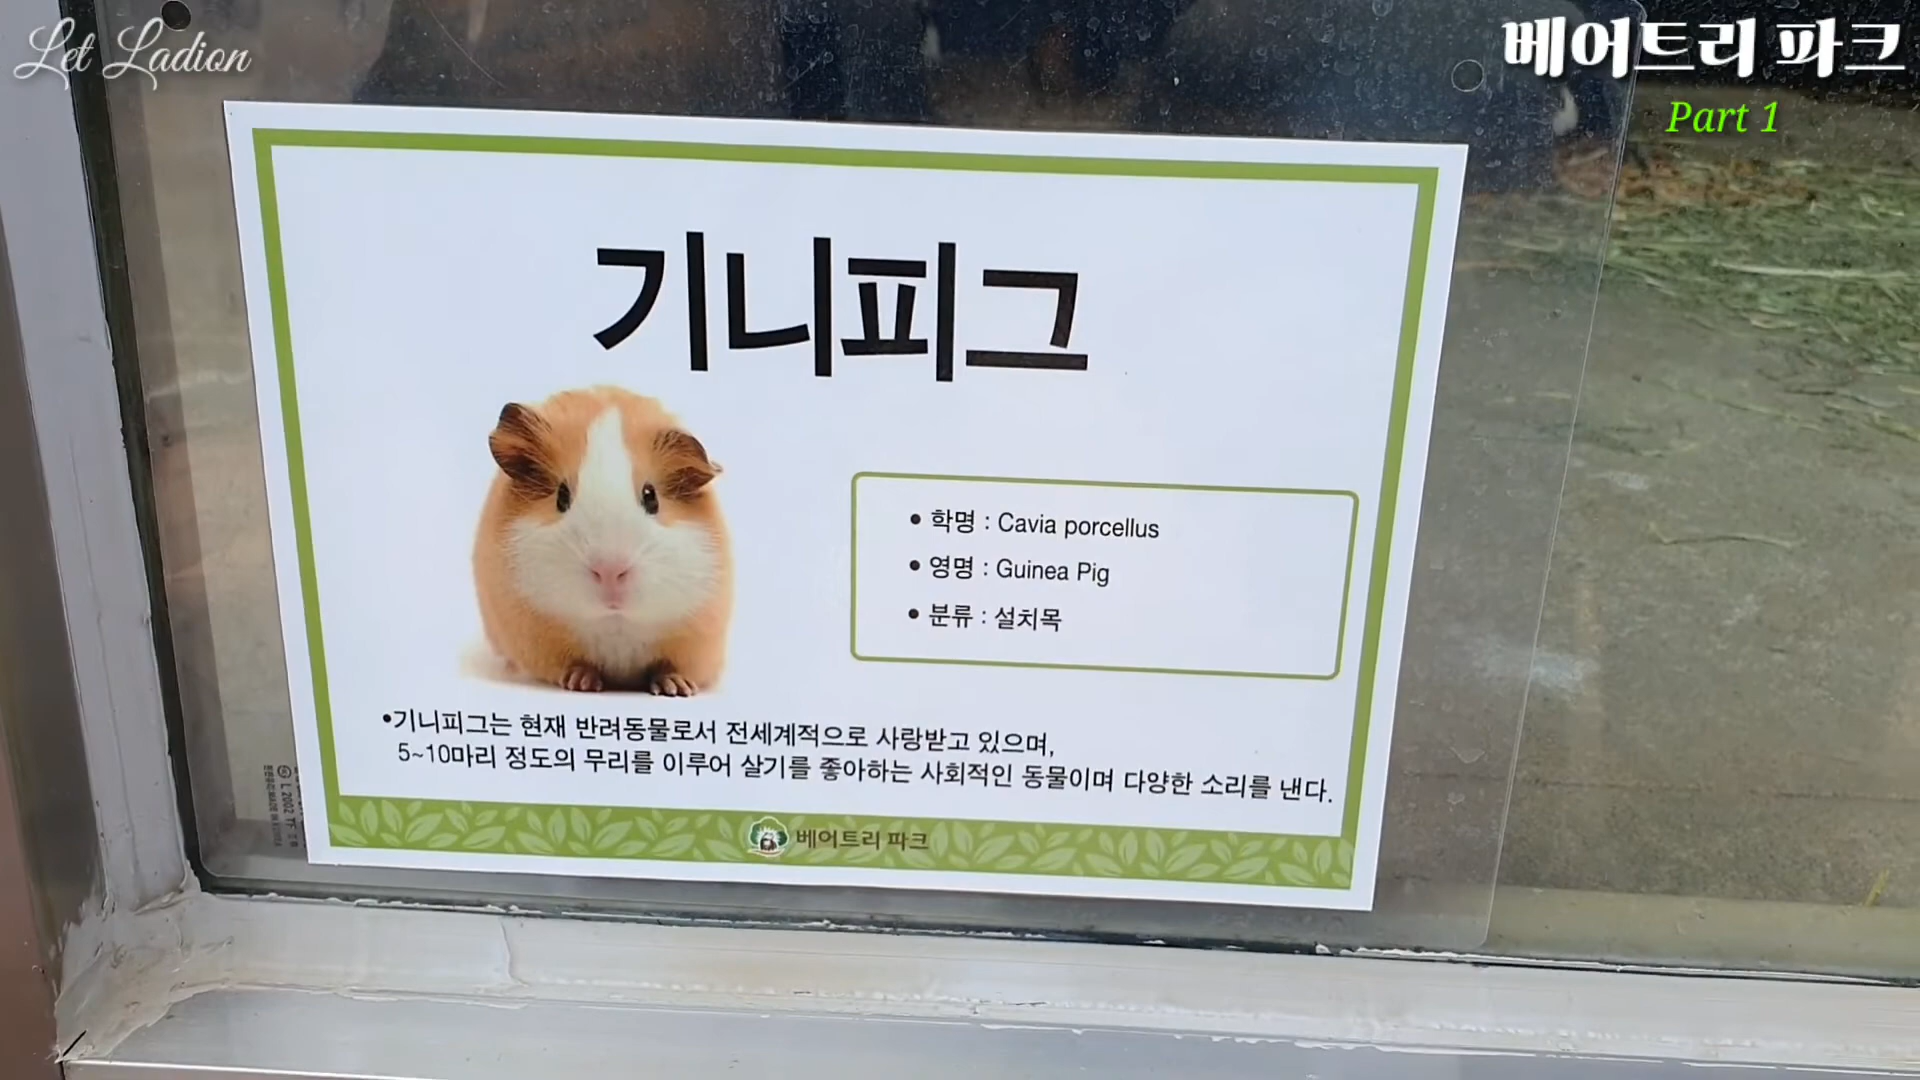 Let Ladion
베어트리 파크
Part 1
기니피그
• 학명 : Cavia porcellus
• 영명 : Guinea Pig
• 분류 : 설치목
•기니피그는 현재 반려동물로서 전세계적으로 사랑받고 있으며,
5~10마리 정도의 무리를 이루어 살기를 좋아하는 사회적인 동물이며 다양한 소리를 낸다.
베어트리 파크
L 2002 TF